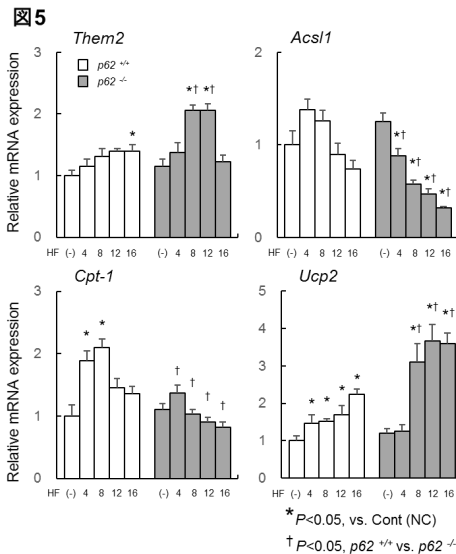 図5
Them2
Acsl1
Relative mRNA expression
3
2
1
0
p62 +/+
p62 -/-
*
*†
*†
HF (-) 4 8 12 16 (-) 4 8 12 16
2
1
0
*†
*†
*†
*†
HF (-) 4 8 12 16 (-) 4 8 12 16
Cpt-1
Ucp2
Relative mRNA expression
3
2
1
0
*
*
†
†
†
†
HF (-) 4 8 12 16 (-) 4 8 12 16
5
4
3
2
1
0
*
*
*
*
*†
*†
*†
HF (-) 4 8 12 16 (-) 4 8 12 16
*P<0.05, vs. Cont (NC)
†P<0.05, p62 +/+ vs. p62 -/-